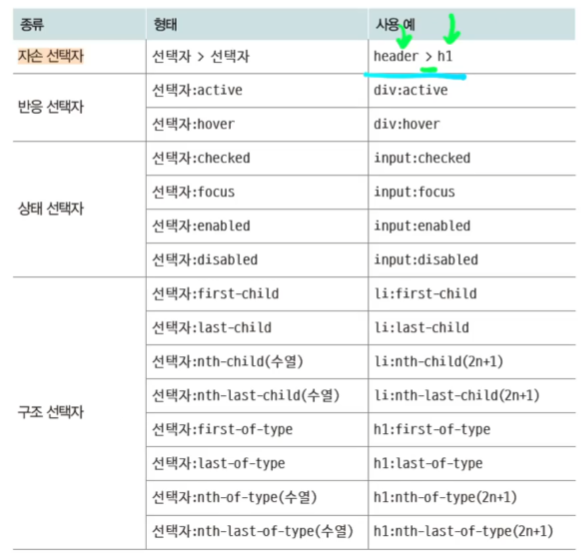 종류 형태 사용 예
자손 선택자 선택자 > 선택자 header > h1
반응 선택자 선택자:active div:active
선택자:hover div:hover
상태 선택자 선택자:checked input:checked
선택자:focus input:focus
선택자:enabled input:enabled
선택자:disabled input:disabled
구조 선택자 선택자:first-child li:first-child
선택자:last-child li:last-child
선택자:nth-child(수열) li:nth-child(2n+1)
선택자:nth-last-child(수열) li:nth-last-child(2n+1)
선택자:first-of-type h1:first-of-type
선택자:last-of-type h1:last-of-type
선택자:nth-of-type(수열) h1:nth-of-type(2n+1)
선택자:nth-last-of-type(수열) h1:nth-last-of-type(2n+1)